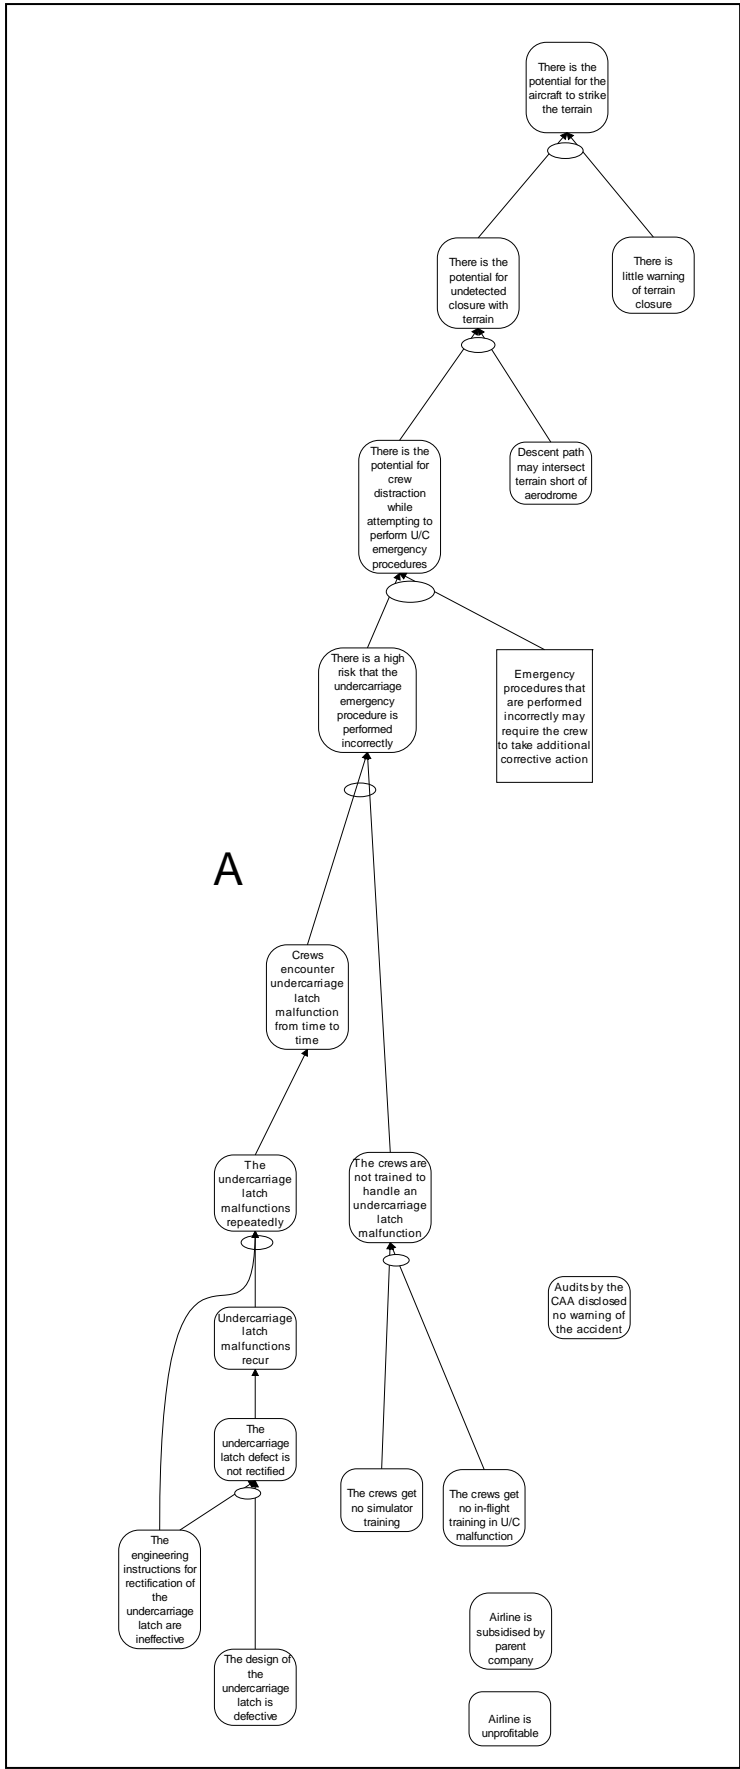 There is the
potential for the
aircraft to strike
the terrain
There is the
potential for
undetected
closure with
terrain
There is
little warning
of terrain
closure
There is the
potential for
crew
distraction
while
attempting to
perform U/C
emergency
procedures
Descent path
may intersect
terrain short of
aerodrome
There is a high
risk that the
undercarriage
emergency
procedure is
performed
incorrectly
Emergency
procedures that
are performed
incorrectly may
require the crew
to take additional
corrective action
A
Crews
encounter
undercarriage
latch
malfunction
from time to
time
The
undercarriage
latch
malfunctions
repeatedly
The crews are
not trained to
handle an
undercarriage
latch
malfunction
Audits by the
CAA disclosed
no warning of
the accident
Undercarriage
latch
malfunctions
recur
The
undercarriage
latch defect is
not rectified
The crews get
no simulator
training
The crews get
no in-flight
training in U/C
malfunction
The
engineering
instructions for
rectification of
the
undercarriage
latch are
ineffective
Airline is
subsidised by
parent
company
The design of
the
undercarriage
latch is
defective
Airline is
unprofitable